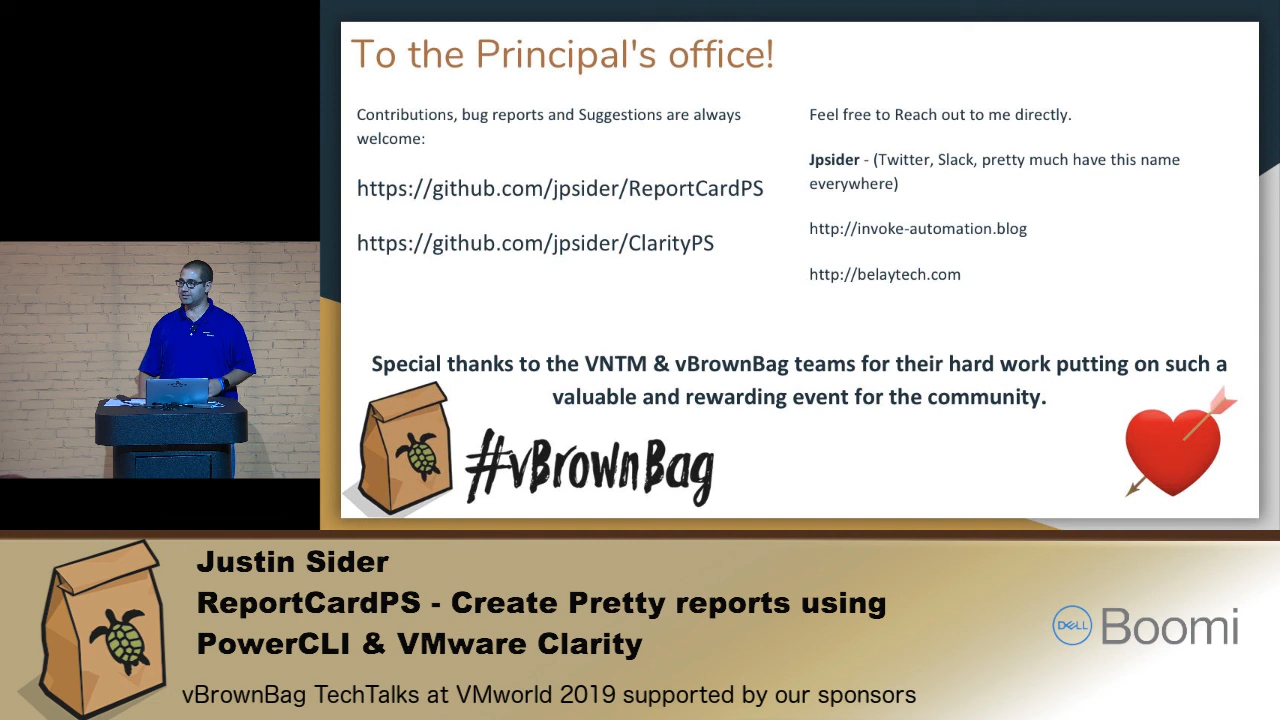 To the Principal's office!
Contributions, bug reports and Suggestions are always
welcome:
https://github.com/jpsider/ReportCardPS
https://github.com/jpsider/ClarityPS
Feel free to Reach out to me directly.
Jpsider - (Twitter, Slack, pretty much have this name
everywhere)
http://invoke-automation.blog
http://belaytech.com
Special thanks to the VNTM & vBrownBag teams for their hard work putting on such a
valuable and rewarding event for the community.
#vBrownBag
Justin Sider
ReportCardPS - Create Pretty reports using
PowerCLI & VMware Clarity
DELL Boomi
vBrownBag TechTalks at VMworld 2019 supported by our sponsors